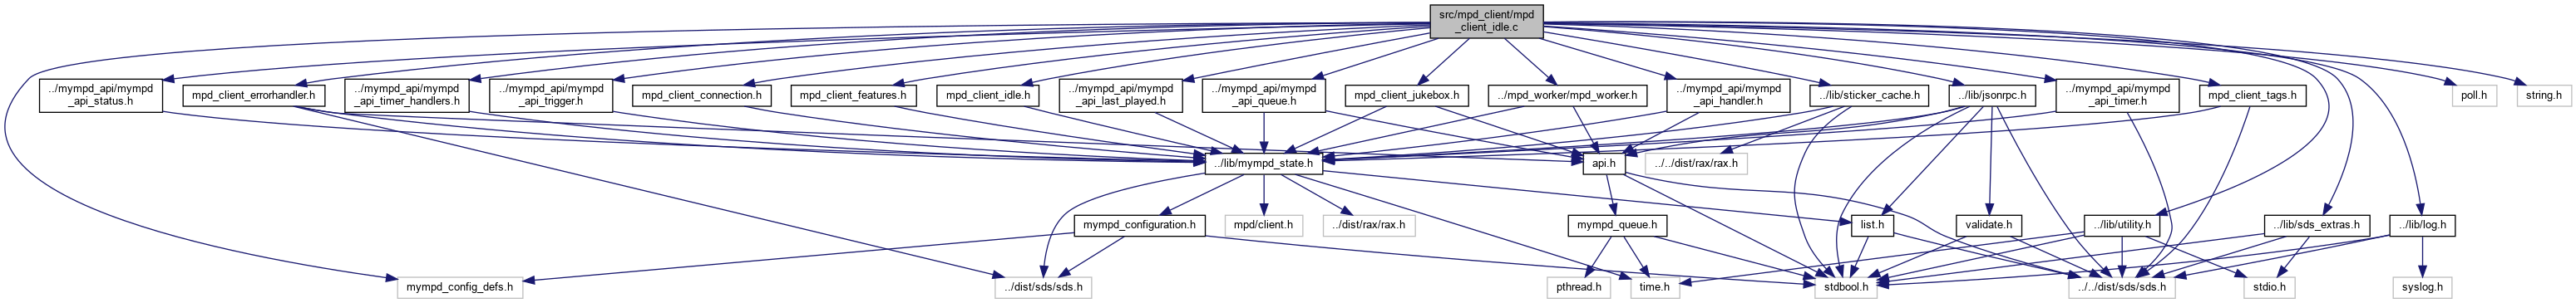 src/mpd_client/mpd
_client_idle.c
../mympd_api/mympd
_api_status.h
mpd_client_errorhandler.h
../mympd_api/mympd
_api_timer_handlers.h
../mympd_api/mympd
_api_trigger.h
mpd_client_connection.h
mpd_client_features.h
mpd_client_idle.h
../mympd_api/mympd
_api_last_played.h
../mympd_api/mympd
_api_queue.h
mpd_client_jukebox.h
../mpd_worker/mpd_worker.h
../mympd_api/mympd
_api_handler.h
../lib/sticker_cache.h
../lib/jsonrpc.h
../mympd_api/mympd
_api_timer.h
mpd_client_tags.h
poll.h
string.h
../lib/mympd_state.h
api.h
../../dist/rax/rax.h
mympd_configuration.h
mpd/client.h
../dist/rax/rax.h
mympd_queue.h
list.h
validate.h
../lib/utility.h
../lib/sds_extras.h
../lib/log.h
mympd_config_defs.h
../dist/sds/sds.h
pthread.h
time.h
stdbool.h
../../dist/sds/sds.h
stdio.h
syslog.h